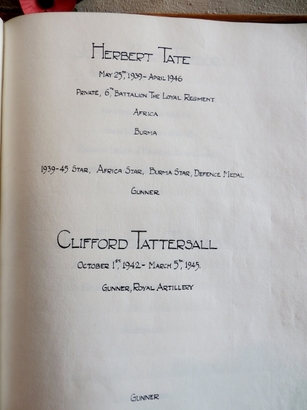 HERBERT TATE
MAY 25TH, 1939 - APRIL 1946
PRIVATE, 6TH BATTALION THE LOYAL REGIMENT
AFRICA
BURMA
1939-45 STAR, AFRICA STAR, BURMA STAR, DEFENCE MEDAL
GUNNER
CLIFFORD TATTERSALL
OCTOBER 1ST, 1942 - MARCH 5TH, 1945.
GUNNER, ROYAL ARTILLERY
GUNNER